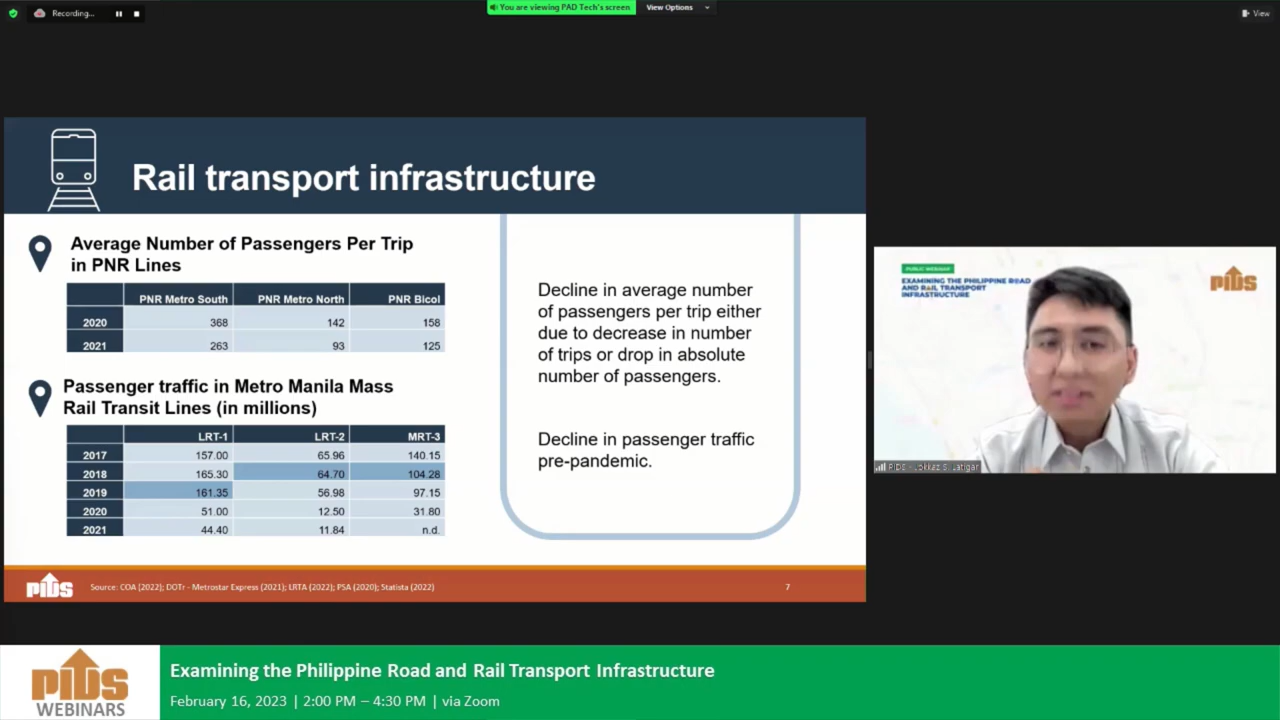 Recording...
You are viewing PAD Tech's screen
View Options
View
Rail transport infrastructure
Average Number of Passengers Per Trip
in PNR Lines
PNR Metro South PNR Metro North PNR Bicol
2020 368 142 158
2021 263 93 125
Passenger traffic in Metro Manila Mass
Rail Transit Lines (in millions)
LRT-1 LRT-2 MRT-3
2017 157.00 65.96 140.15
2018 165.30 64.70 104.28
2019 161.35 56.98 97.15
2020 51.00 12.50 31.80
2021 44.40 11.84 n.d.
Decline in average number
of passengers per trip either
due to decrease in number
of trips or drop in absolute
number of passengers.
Decline in passenger traffic
pre-pandemic.
PIDS
Source: COA (2022); DOTr - Metrostar Express (2021); LRTA (2022); PSA (2020); Statista (2022)
7
PUBLIC WEBINAR
EXAMINING THE PHILIPPINE ROAD
AND RAIL TRANSPORT
INFRASTRUCTURE
PIDS
PIDS - Jokkaz S. Latigar
PIDS
WEBINARS
Examining the Philippine Road and Rail Transport Infrastructure
February 16, 2023 | 2:00 PM – 4:30 PM | via Zoom